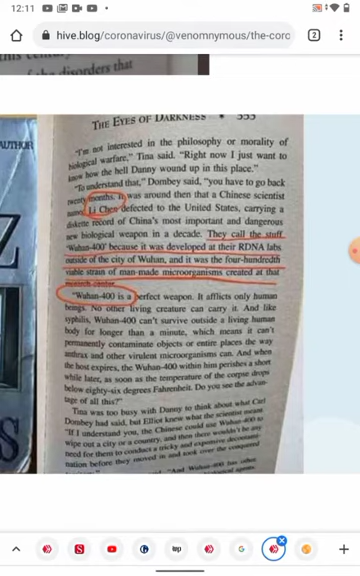 12:11
hive.blog/coronavirus/@venomnymous/the-corc
2
of the disorders that
AUTHOR
THE EYES OF DARKNESS • 353
"I'm not interested in the philosophy or morality of
biological warfare," Tina said. "Right now I just want to
know how the hell Danny wound up in this place."
"To understand that," Dombey said, "you have to go back
twenty months. It was around then that a Chinese scientist
named Li Chen defected to the United States, carrying a
diskette record of China's most important and dangerous
new biological weapon in a decade. They call the stuff
'Wuhan-400' because it was developed at their RDNA labs
outside of the city of Wuhan, and it was the four-hundredth
viable strain of man-made microorganisms created at that
research center.
"Wuhan-400 is a perfect weapon. It afflicts only human
beings. No other living creature can carry it. And like
syphilis, Wuhan-400 can't survive outside a living human
body for longer than a minute, which means it can't
permanently contaminate objects or entire places the way
anthrax and other virulent microorganisms can. And when
the host expires, the Wuhan-400 within him perishes a short
while later, as soon as the temperature of the corpse drops
below eighty-six degrees Fahrenheit. Do you see the advan-
tage of all this?"
Tina was too busy with Danny to think about what Carl
Dombey had said, but Elliot knew what the scientist meant.
"If I understand you, the Chinese could use Wuhan-400 to
wipe out a city or a country, and then there wouldn't be any
need for them to conduct a tricky and expensive decontami-
nation before they moved in and took over the conquered
"And Wuhan-400 has other